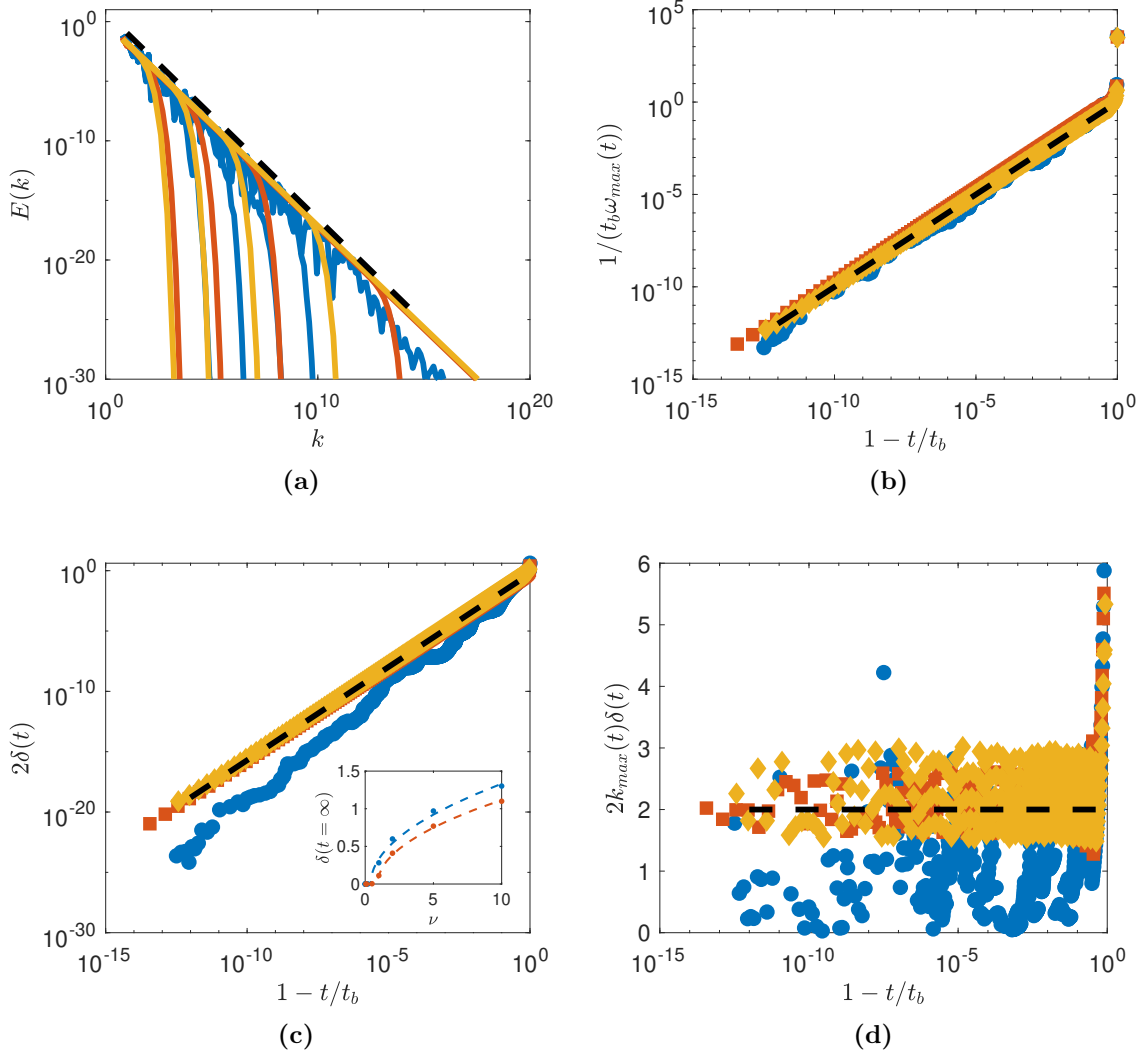 10^0
10^-10
10^-20
10^-30
E(k)
10^0 10^10 10^20
k
(a)
10^5
10^0
10^-5
10^-10
10^-15
1/(t_b ω_max(t))
10^-15 10^-10 10^-5 10^0
1 − t/t_b
(b)
10^0
10^-10
10^-20
10^-30
2δ(t)
1.5
1
0.5
0
δ(t = ∞)
0 5 10
ν
10^-15 10^-10 10^-5 10^0
1 − t/t_b
(c)
6
5
4
3
2
1
0
2k_max(t)δ(t)
10^-15 10^-10 10^-5 10^0
1 − t/t_b
(d)